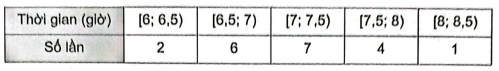 Thời gian (giờ) [6; 6,5) [6,5; 7) [7; 7,5) [7,5; 8) [8; 8,5)
Số lần 2 6 7 4 1